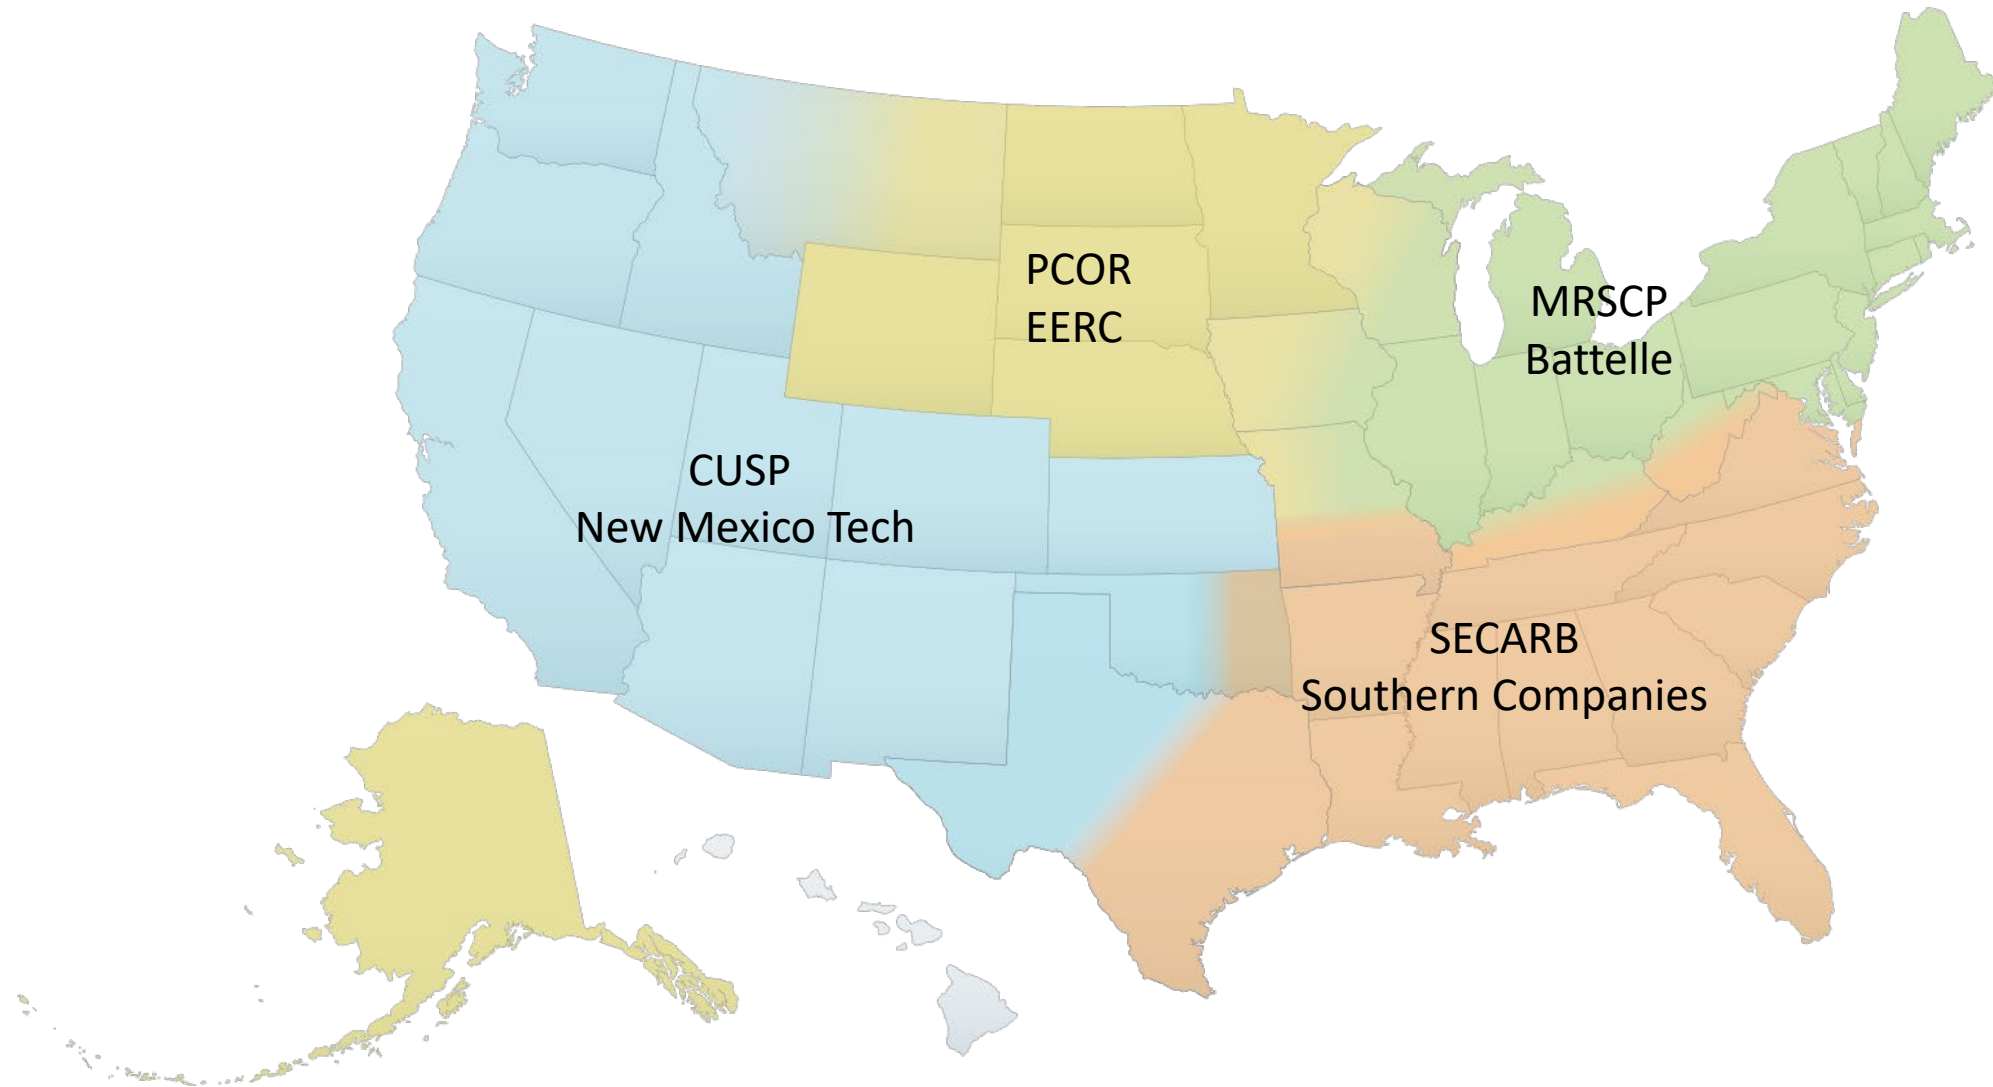 PCOR
EERC
MRSCP
Battelle
CUSP
New Mexico Tech
SECARB
Southern Companies